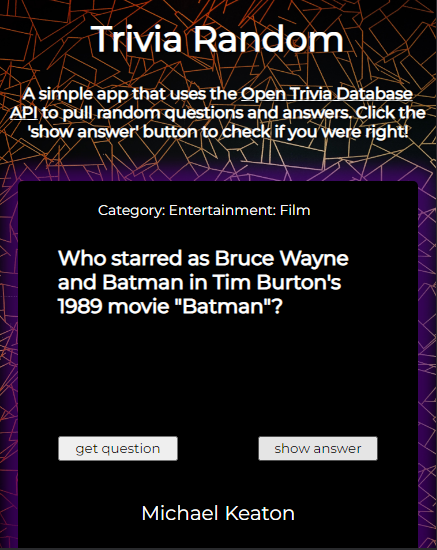 Trivia Random
A simple app that uses the Open Trivia Database
API to pull random questions and answers. Click the
'show answer' button to check if you were right!
Category: Entertainment: Film
Who starred as Bruce Wayne
and Batman in Tim Burton's
1989 movie "Batman"?
get question
show answer
Michael Keaton